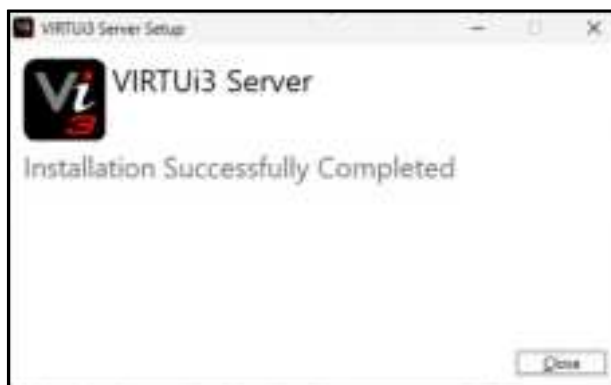 VIRTUi3 Server Setup
Vi
3
VIRTUi3 Server
Installation Successfully Completed
Close